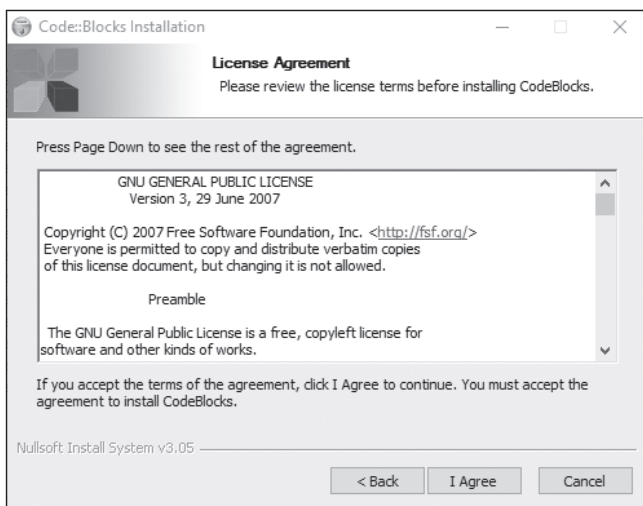 Code::Blocks Installation
License Agreement
Please review the license terms before installing CodeBlocks.
Press Page Down to see the rest of the agreement.
GNU GENERAL PUBLIC LICENSE
Version 3, 29 June 2007
Copyright (C) 2007 Free Software Foundation, Inc. <http://fsf.org/>
Everyone is permitted to copy and distribute verbatim copies
of this license document, but changing it is not allowed.
Preamble
The GNU General Public License is a free, copyleft license for
software and other kinds of works.
If you accept the terms of the agreement, click I Agree to continue. You must accept the
agreement to install CodeBlocks.
Nullsoft Install System v3.05
< Back I Agree Cancel